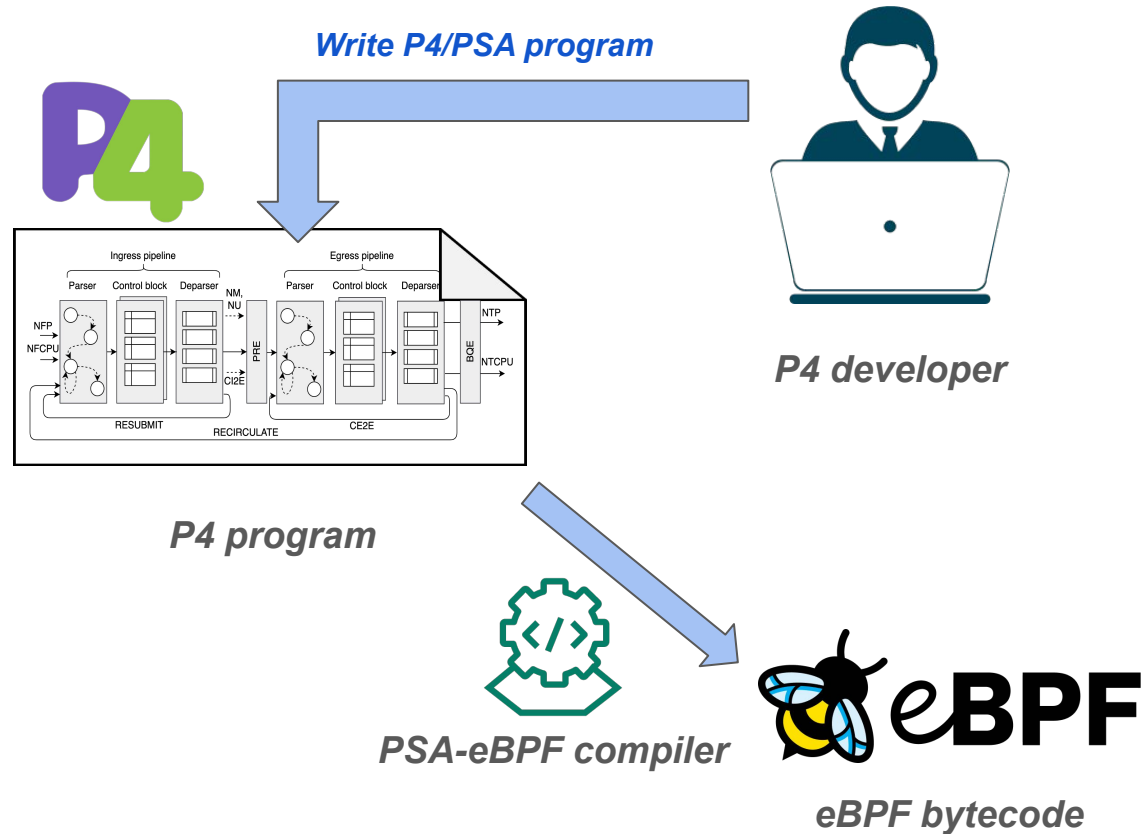 Write P4/PSA program
P4
Ingress pipeline
Egress pipeline
Parser
Control block
Deparser
NM,
NU
Parser
Control block
Deparser
NFP
NFCPU
PRE
CI2E
BQE
NTP
NTCPU
RESUBMIT
RECIRCULATE
CE2E
P4 developer
P4 program
</>
PSA-eBPF compiler
eBPF
eBPF bytecode